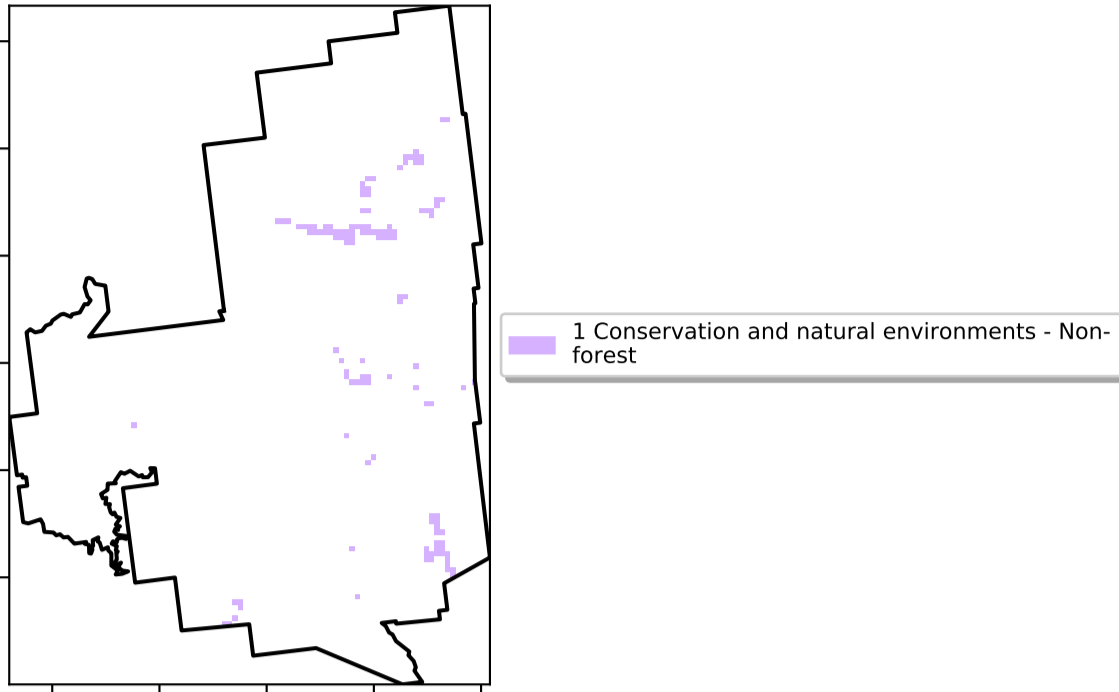 1 Conservation and natural environments - Non-
forest